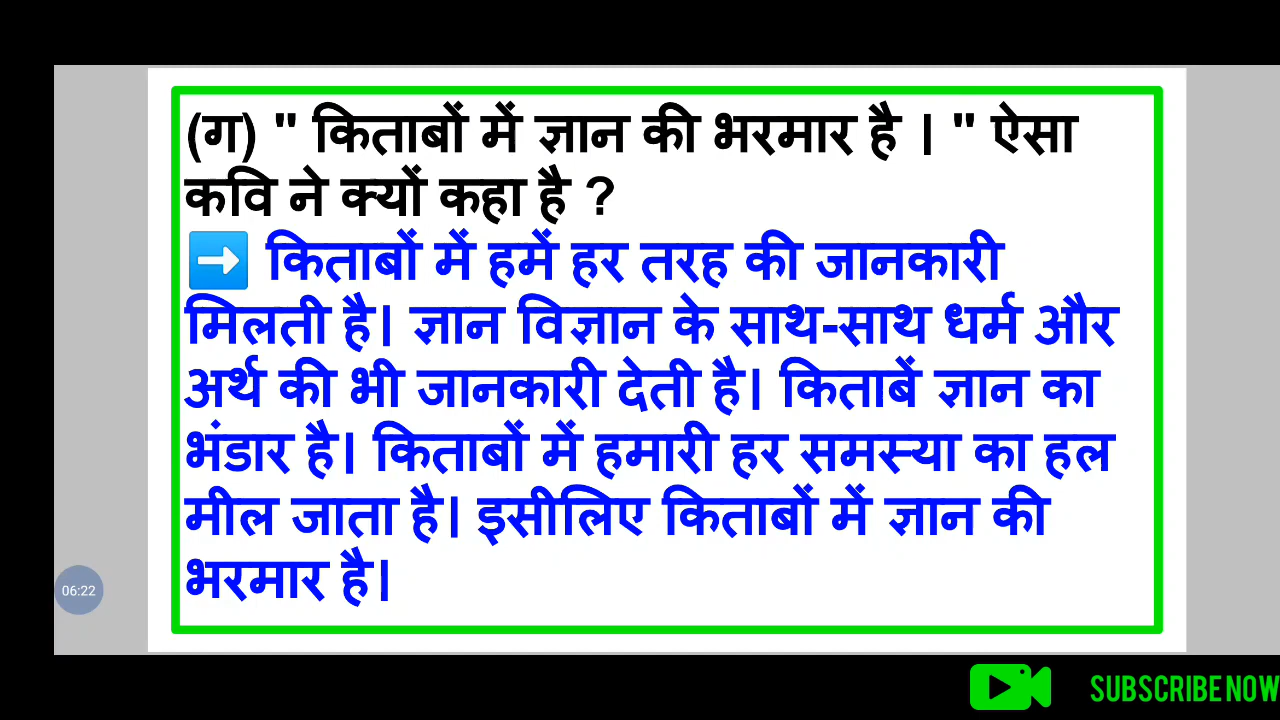 (ग) " किताबों में ज्ञान की भरमार है । " ऐसा
कवि ने क्यों कहा है ?
➡ किताबों में हमें हर तरह की जानकारी
मिलती है। ज्ञान विज्ञान के साथ-साथ धर्म और
अर्थ की भी जानकारी देती है। किताबें ज्ञान का
भंडार है। किताबों में हमारी हर समस्या का हल
मील जाता है। इसीलिए किताबों में ज्ञान की
भरमार है।
06:22
SUBSCRIBE NOW